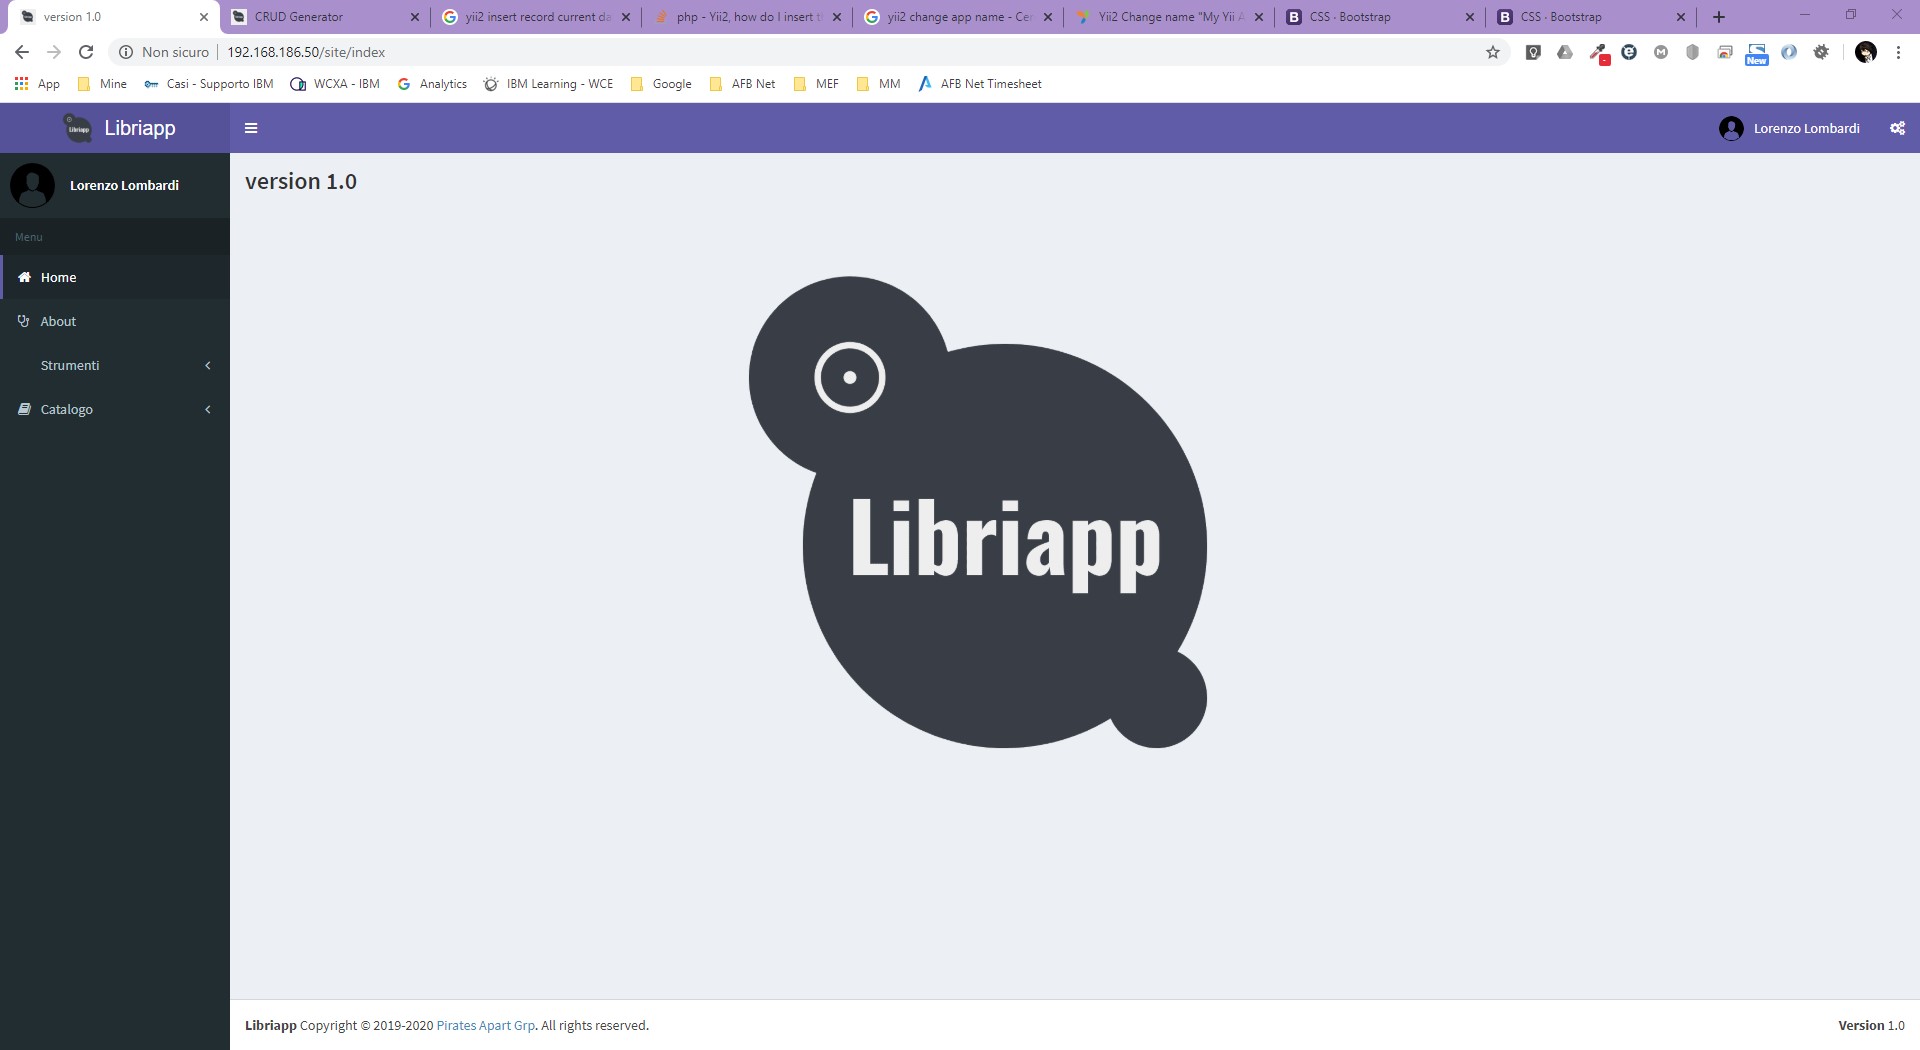 version 1.0
CRUD Generator
yii2 insert record current da
php - Yii2, how do I insert t
yii2 change app name - Cer
Yii2 Change name "My Yii A
CSS · Bootstrap
CSS · Bootstrap
Non sicuro
192.168.186.50/site/index
New
App
Mine
Casi - Supporto IBM
WCXA - IBM
Analytics
IBM Learning - WCE
Google
AFB Net
MEF
MM
AFB Net Timesheet
Libriapp
Libriapp
Lorenzo Lombardi
Lorenzo Lombardi
version 1.0
Menu
Home
About
Strumenti
Catalogo
Libriapp
Libriapp Copyright © 2019-2020 Pirates Apart Grp. All rights reserved.
Version 1.0